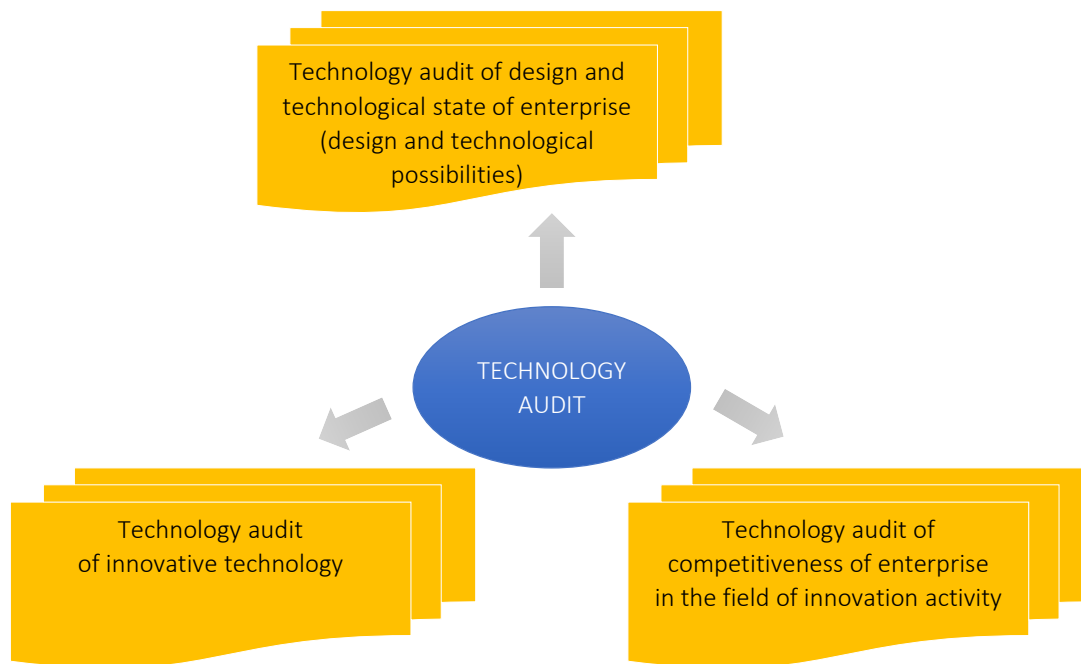 Technology audit of design and
technological state of enterprise
(design and technological
possibilities)
TECHNOLOGY
AUDIT
Technology audit
of innovative technology
Technology audit of
competitiveness of enterprise
in the field of innovation activity